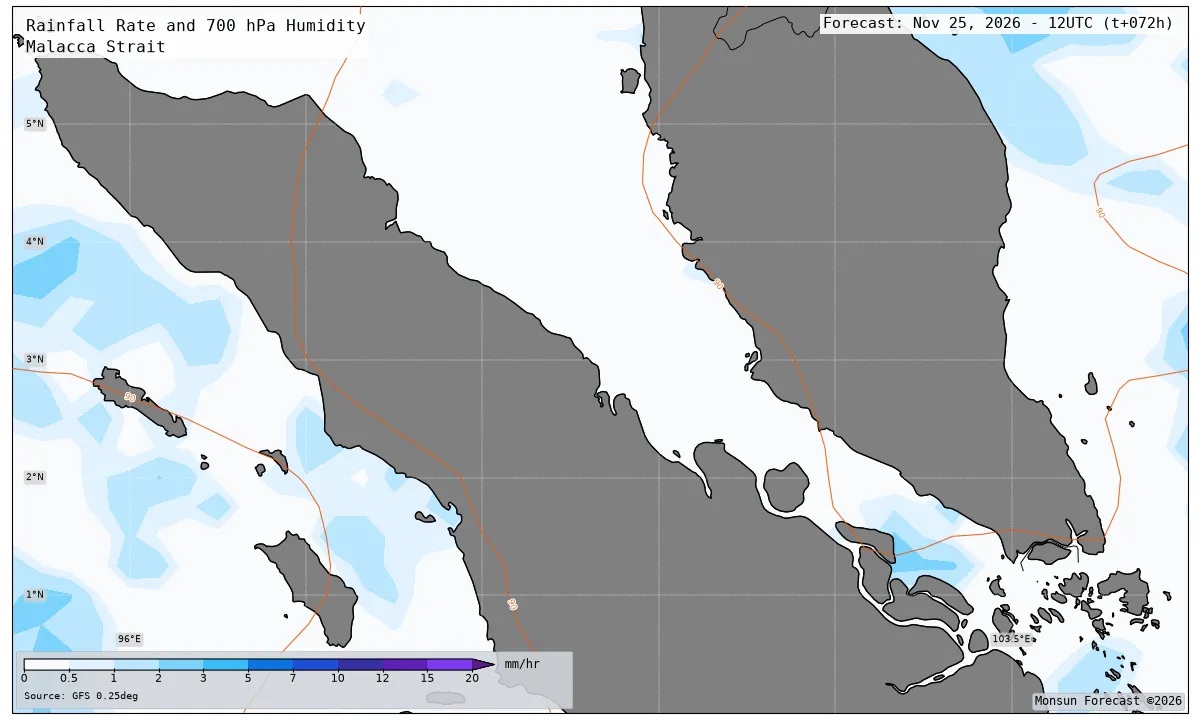 Rainfall Rate and 700 hPa Humidity
Malacca Strait
Forecast: Nov 25, 2026 - 12UTC (t+072h)
5°N
4°N
3°N
2°N
1°N
96°E
103.5°E
90
90
90
90
0 0.5 1 2 3 5 7 10 12 15 20
mm/hr
Source: GFS 0.25deg
Monsun Forecast ©2026